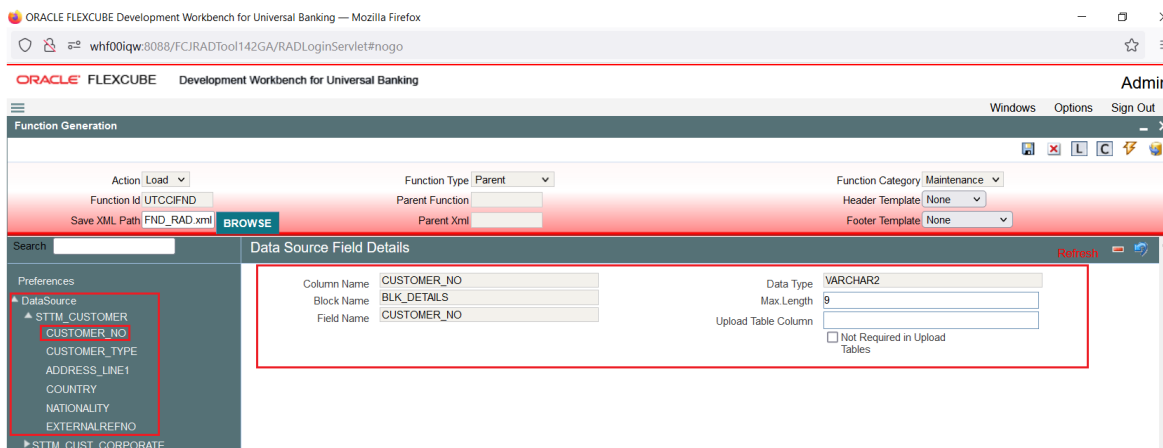 ORACLE FLEXCUBE Development Workbench for Universal Banking — Mozilla Firefox
whf00iqw:8088/FCJRADTool142GA/RADLoginServlet#nogo
ORACLE FLEXCUBE Development Workbench for Universal Banking
Admin
Windows Options Sign Out
Function Generation
L C
Action Load Function Type Parent Function Category Maintenance
Function Id UTCCIFND Parent Function Header Template None
Save XML Path FND_RAD.xml BROWSE Parent Xml Footer Template None
Search Data Source Field Details Refresh
Preferences
DataSource
STTM_CUSTOMER
CUSTOMER_NO
CUSTOMER_TYPE
ADDRESS_LINE1
COUNTRY
NATIONALITY
EXTERNALREFNO
STTM_CUST_CORPORATE
Column Name CUSTOMER_NO Data Type VARCHAR2
Block Name BLK_DETAILS Max.Length 9
Field Name CUSTOMER_NO Upload Table Column
Not Required in Upload
Tables